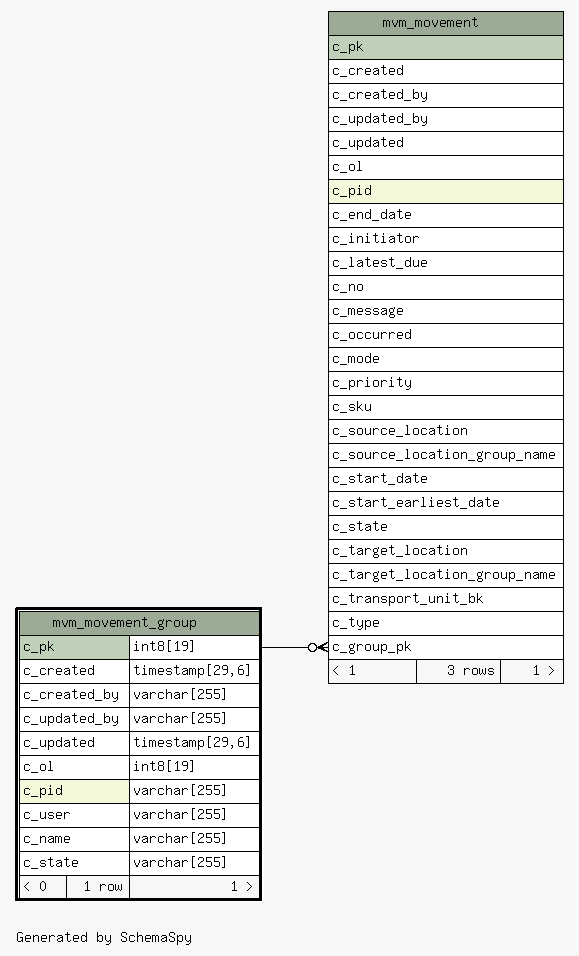 mvm_movement
c_pk
c_created
c_created_by
c_updated_by
c_updated
c_ol
c_pid
c_end_date
c_initiator
c_latest_due
c_no
c_message
c_occurred
c_mode
c_priority
c_sku
c_source_location
c_source_location_group_name
c_start_date
c_start_earliest_date
c_state
c_target_location
c_target_location_group_name
c_transport_unit_bk
c_type
c_group_pk
< 1 3 rows 1 >
mvm_movement_group
c_pk int8[19]
c_created timestamp[29,6]
c_created_by varchar[255]
c_updated_by varchar[255]
c_updated timestamp[29,6]
c_ol int8[19]
c_pid varchar[255]
c_user varchar[255]
c_name varchar[255]
c_state varchar[255]
< 0 1 row 1 >
Generated by SchemaSpy